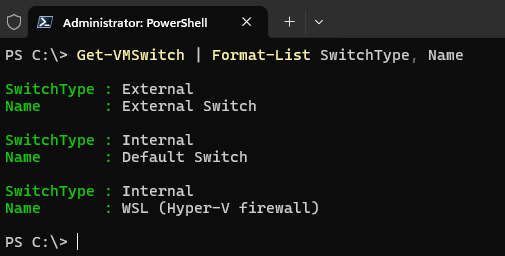 Administrator: PowerShell
PS C:\> Get-VMSwitch | Format-List SwitchType, Name
SwitchType : External
Name       : External Switch
SwitchType : Internal
Name       : Default Switch
SwitchType : Internal
Name       : WSL (Hyper-V firewall)
PS C:\>